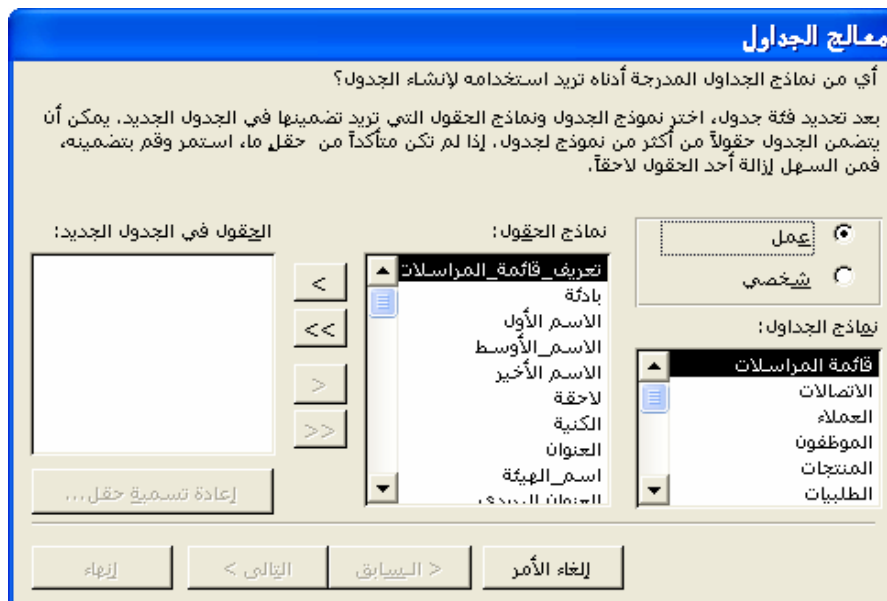 معالج الجداول
أي من نماذج الجداول المدرجة أدناه تريد استخدامه لإنشاء الجدول؟
بعد تحديد فئة جدول، اختر نموذج الجدول ونماذج الحقول التي تريد تضمينها في الجدول الجديد. يمكن أن
يتضمن الجدول حقولاً من أكثر من نموذج لجدول. إذا لم تكن متأكداً من حقل ما، استمر وقم بتضمينه،
فمن السهل إزالة أحد الحقول لاحقاً.
عمل
شخصي
نماذج الجداول:
قائمة المراسلات
الاتصالات
العملاء
الموظفون
المنتجات
الطلبيات
نماذج الحقول:
تعريف_قائمة_المراسلات
بادئة
الاسم الأول
الاسم_الأوسط
الاسم الأخير
لاحقة
الكنية
العنوان
اسم_الهيئة
العنوان البريدي
<
<<
>
>>
الحقول في الجدول الجديد:
إعادة تسمية حقل...
إلغاء الأمر
< السابق
التالي >
إنهاء